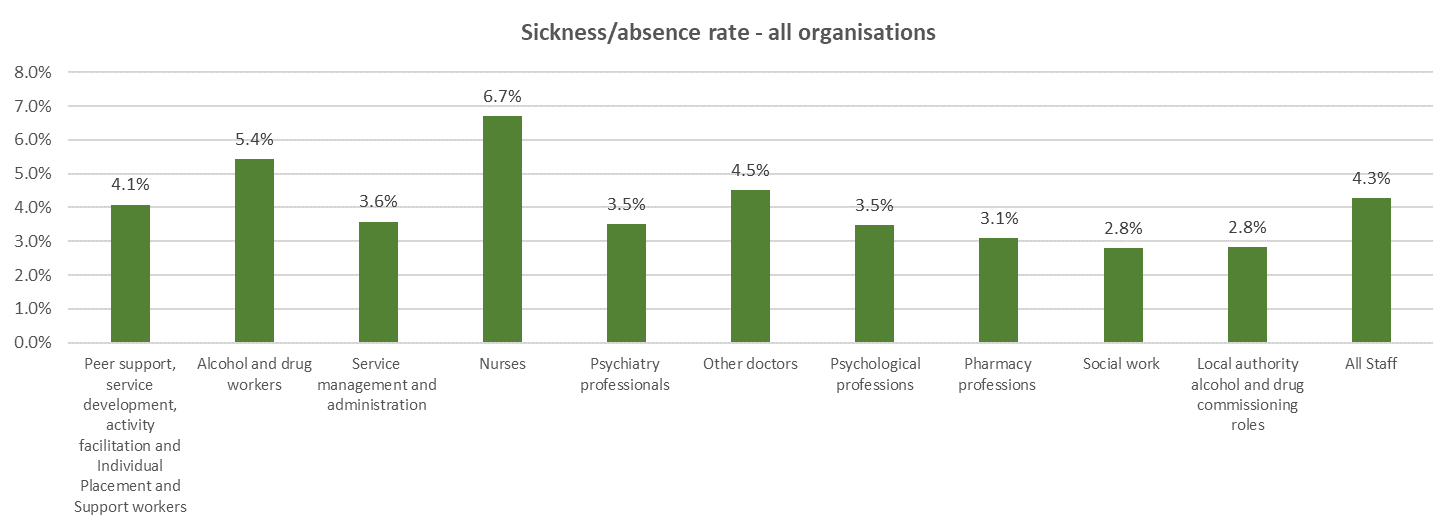 Sickness/absence rate - all organisations
8.0%
7.0%
6.0%
5.0%
4.0%
3.0%
2.0%
1.0%
0.0%
4.1%
5.4%
3.6%
6.7%
3.5%
4.5%
3.5%
3.1%
2.8%
2.8%
4.3%
Peer support,
service
development,
activity
facilitation and
Individual
Placement and
Support workers
Alcohol and drug
workers
Service
management and
administration
Nurses
Psychiatry
professionals
Other doctors
Psychological
professions
Pharmacy
professions
Social work
Local authority
alcohol and drug
commissioning
roles
All Staff